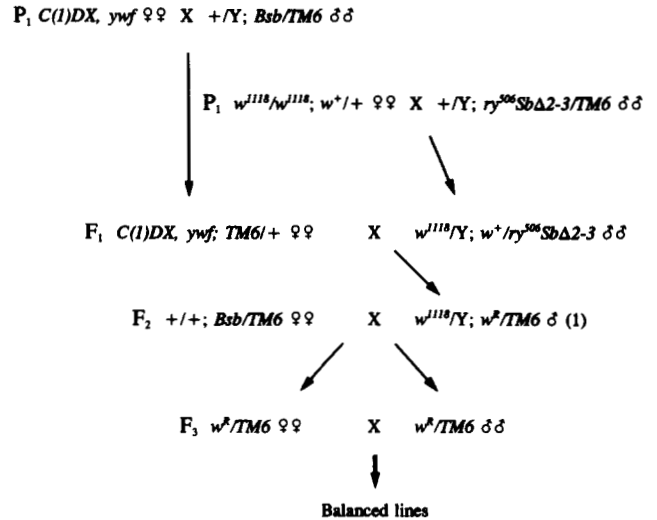 P₁ C(1)DX, ywf ♀♀ X +/Y; Bsb/TM6 ♂♂
P₁ w¹¹¹⁸/w¹¹¹⁸; w⁺/+ ♀♀ X +/Y; ry⁵⁰⁶SbΔ2-3/TM6 ♂♂
F₁ C(1)DX, ywf; TM6/+ ♀♀ X w¹¹¹⁸/Y; w⁺/ry⁵⁰⁶SbΔ2-3 ♂♂
F₂ +/+; Bsb/TM6 ♀♀ X w¹¹¹⁸/Y; wᴿ/TM6 ♂ (1)
F₃ wᴿ/TM6 ♀♀ X wᴿ/TM6 ♂♂
Balanced lines